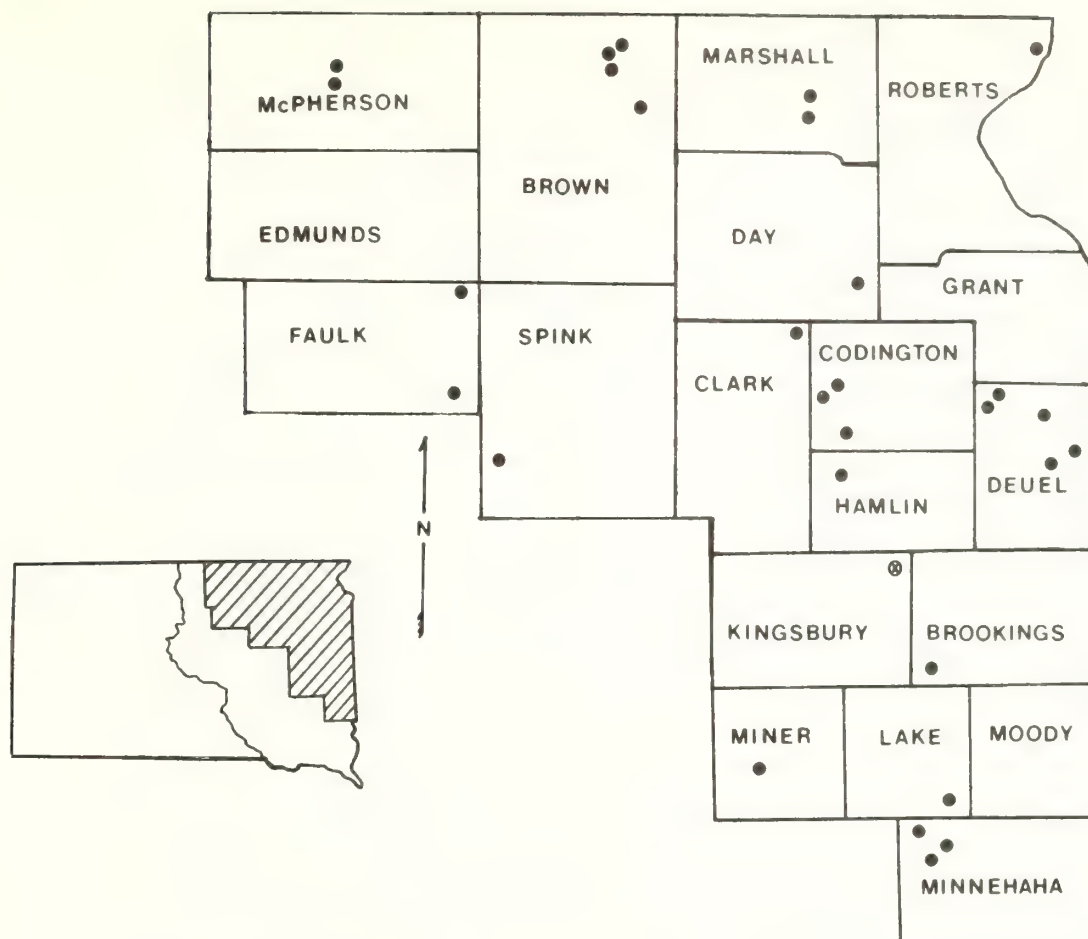 McPHERSON
MARSHALL
ROBERTS
BROWN
EDMUNDS
DAY
GRANT
FAULK
SPINK
CODINGTON
CLARK
DEUEL
HAMLIN
N
KINGSBURY
BROOKINGS
MINER
LAKE
MOODY
MINNEHAHA